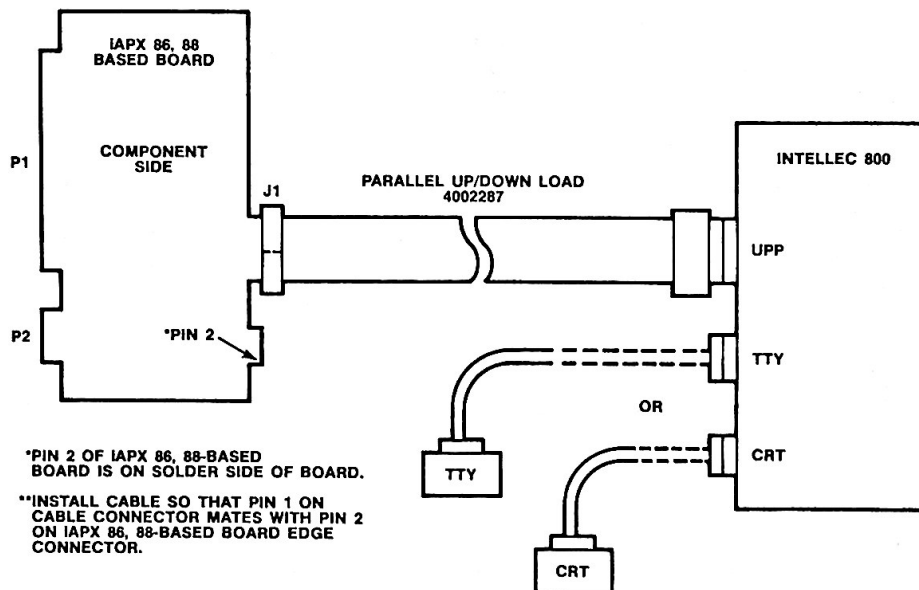 IAPX 86, 88
BASED BOARD
COMPONENT
SIDE
P1
P2
J1
*PIN 2
PARALLEL UP/DOWN LOAD
4002287
INTELLEC 800
UPP
TTY
OR
CRT
TTY
CRT
*PIN 2 OF IAPX 86, 88-BASED
BOARD IS ON SOLDER SIDE OF BOARD.
**INSTALL CABLE SO THAT PIN 1 ON
CABLE CONNECTOR MATES WITH PIN 2
ON IAPX 86, 88-BASED BOARD EDGE
CONNECTOR.